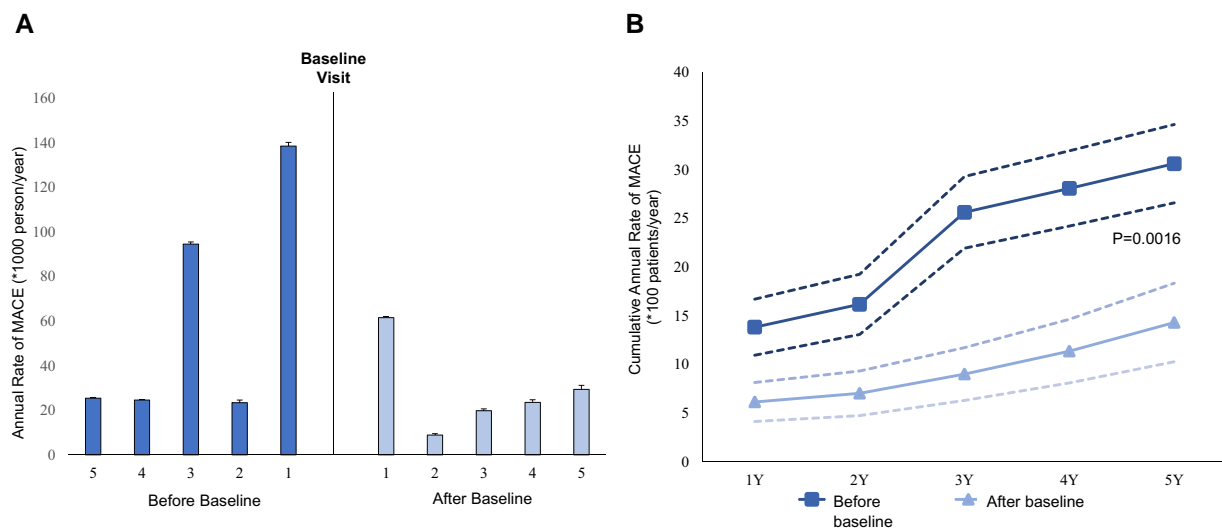 A
Baseline
Visit
Annual Rate of MACE (*1000 person/year)
160
140
120
100
80
60
40
20
0
5 4 3 2 1 1 2 3 4 5
Before Baseline After Baseline
B
Cumulative Annual Rate of MACE
(*100 patients/year)
40
35
30
25
20
15
10
5
0
P=0.0016
1Y 2Y 3Y 4Y 5Y
Before
baseline
After baseline